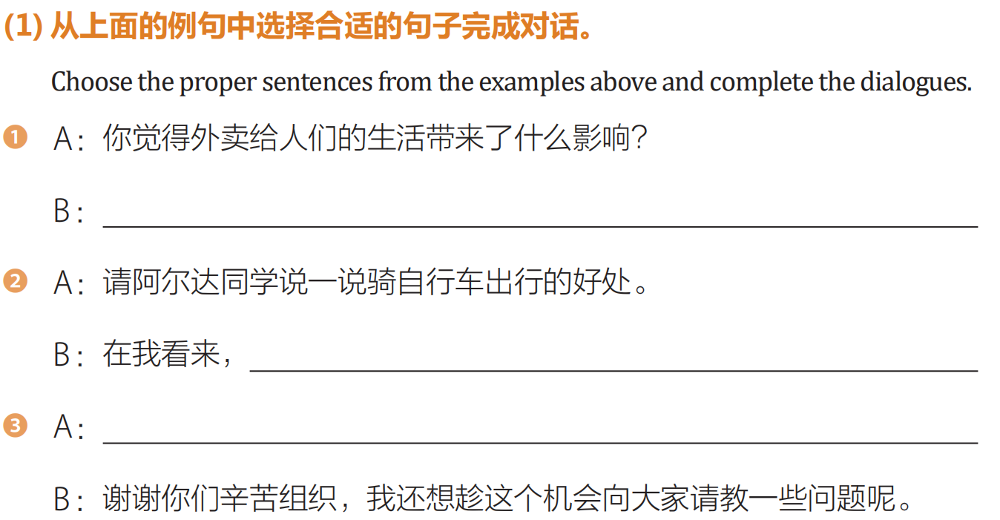 (1) 从上面的例句中选择合适的句子完成对话。
Choose the proper sentences from the examples above and complete the dialogues.
1 A：你觉得外卖给人们的生活带来了什么影响？
B：
2 A：请阿尔达同学说一说骑自行车出行的好处。
B：在我看来，
3 A：
B：谢谢你们辛苦组织，我还想趁这个机会向大家请教一些问题呢。